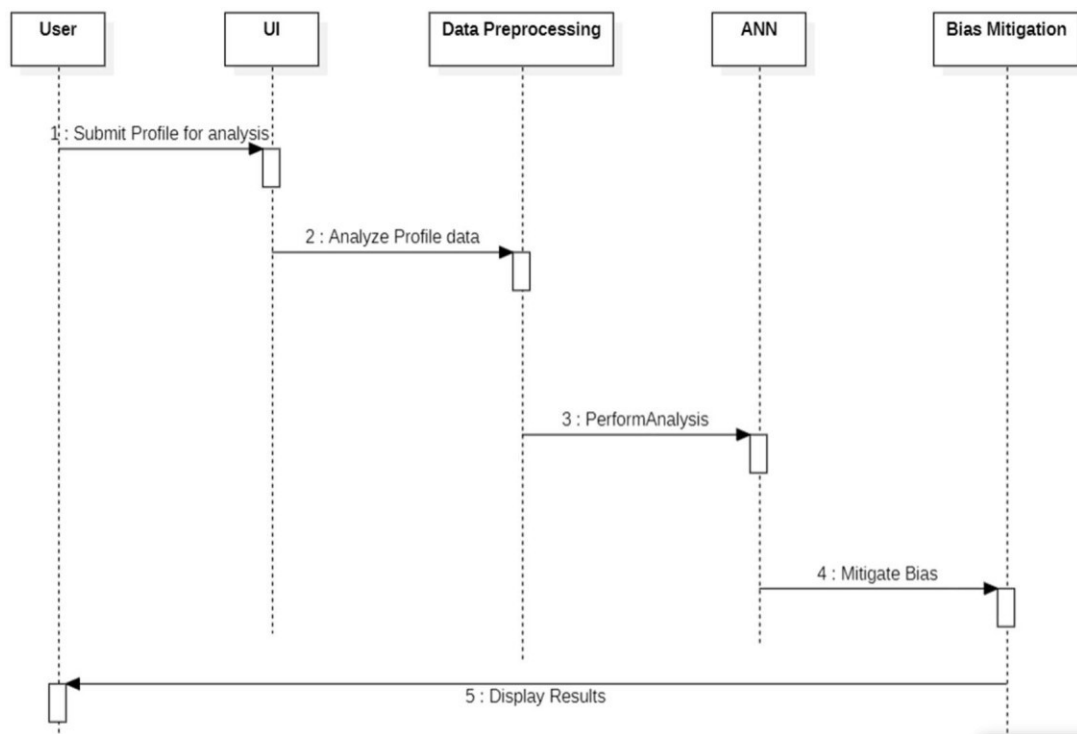 User
UI
Data Preprocessing
ANN
Bias Mitigation
1 : Submit Profile for analysis
2 : Analyze Profile data
3 : PerformAnalysis
4 : Mitigate Bias
5 : Display Results